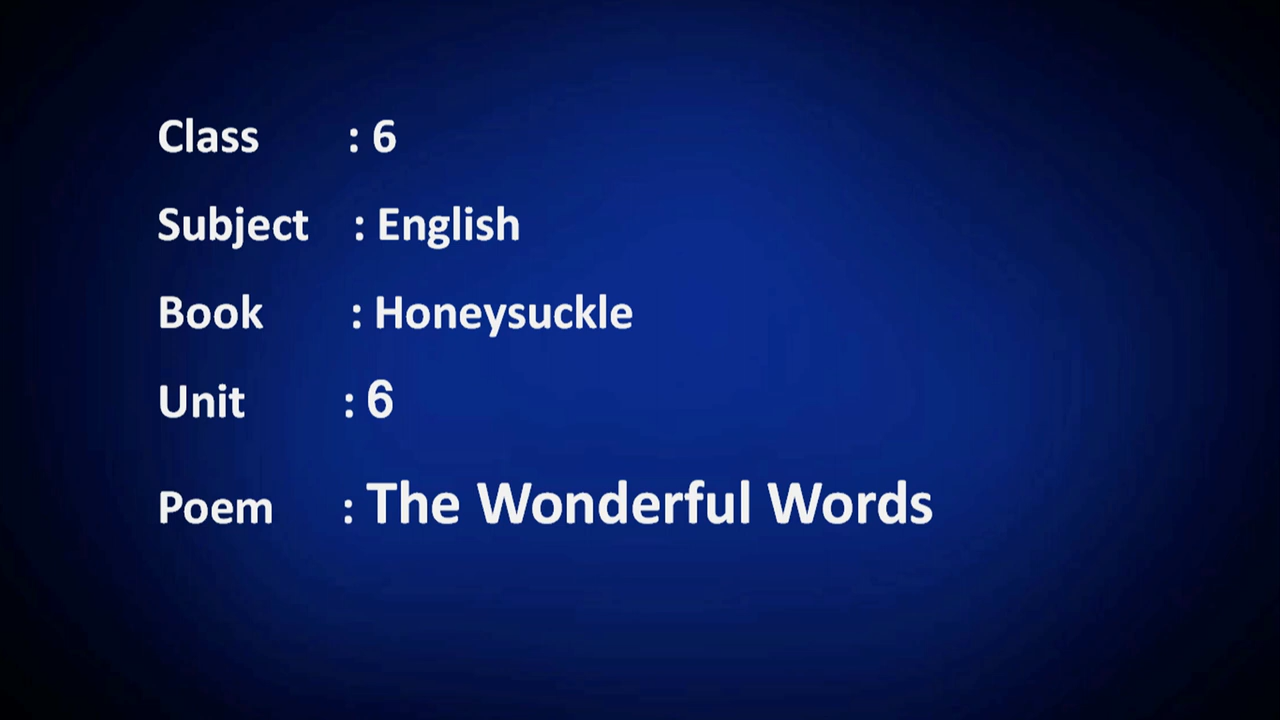 Class : 6
Subject : English
Book : Honeysuckle
Unit : 6
Poem : The Wonderful Words